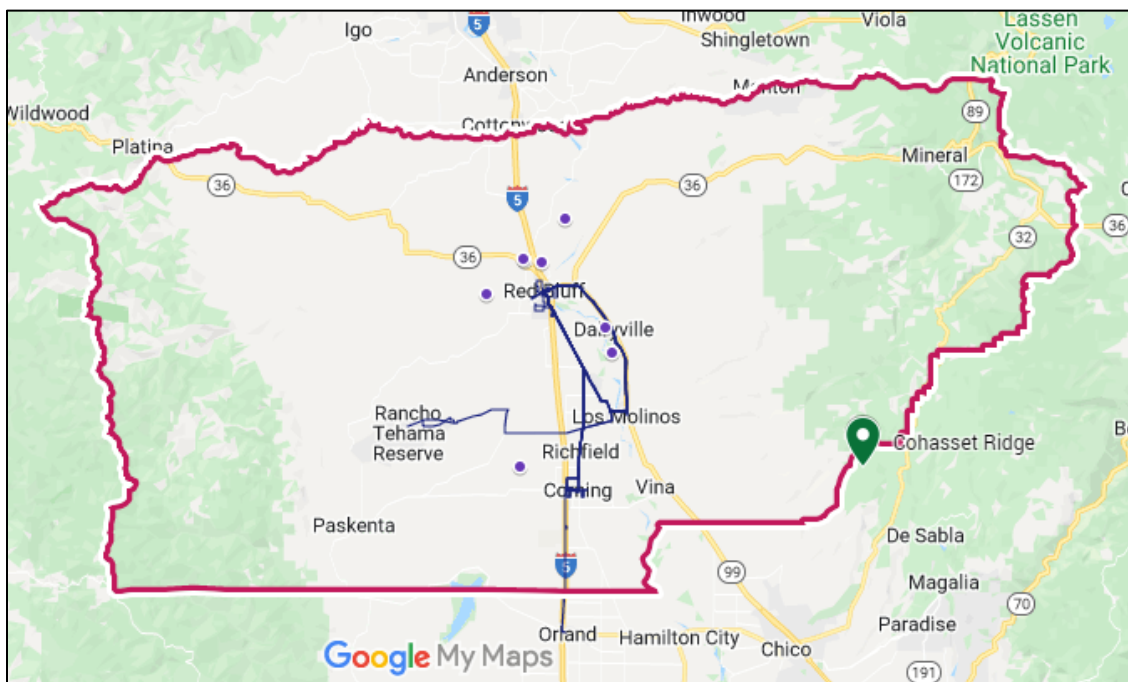 Inwood
Viola
Lassen
Volcanic
National Park
Igo
5
Shingletown
Anderson
Manton
Wildwood
89
Platina
Mineral
36
36
172
5
32
36
36
Red Bluff
Dairyville
Rancho
Tehama
Reserve
Los Molinos
Richfield
Cohasset Ridge
Corning
Vina
Paskenta
De Sabla
5
99
Magalia
70
Orland
Hamilton City
Paradise
Chico
Google My Maps
191